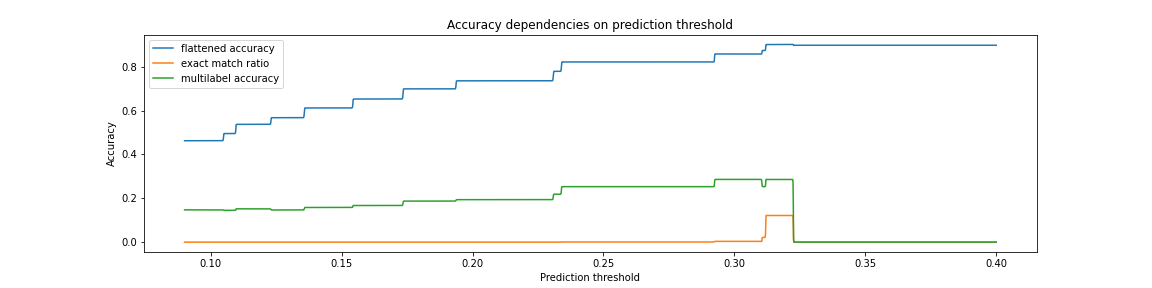 Accuracy dependencies on prediction threshold
flattened accuracy
exact match ratio
multilabel accuracy
Accuracy
0.8
0.6
0.4
0.2
0.0
0.10 0.15 0.20 0.25 0.30 0.35 0.40
Prediction threshold